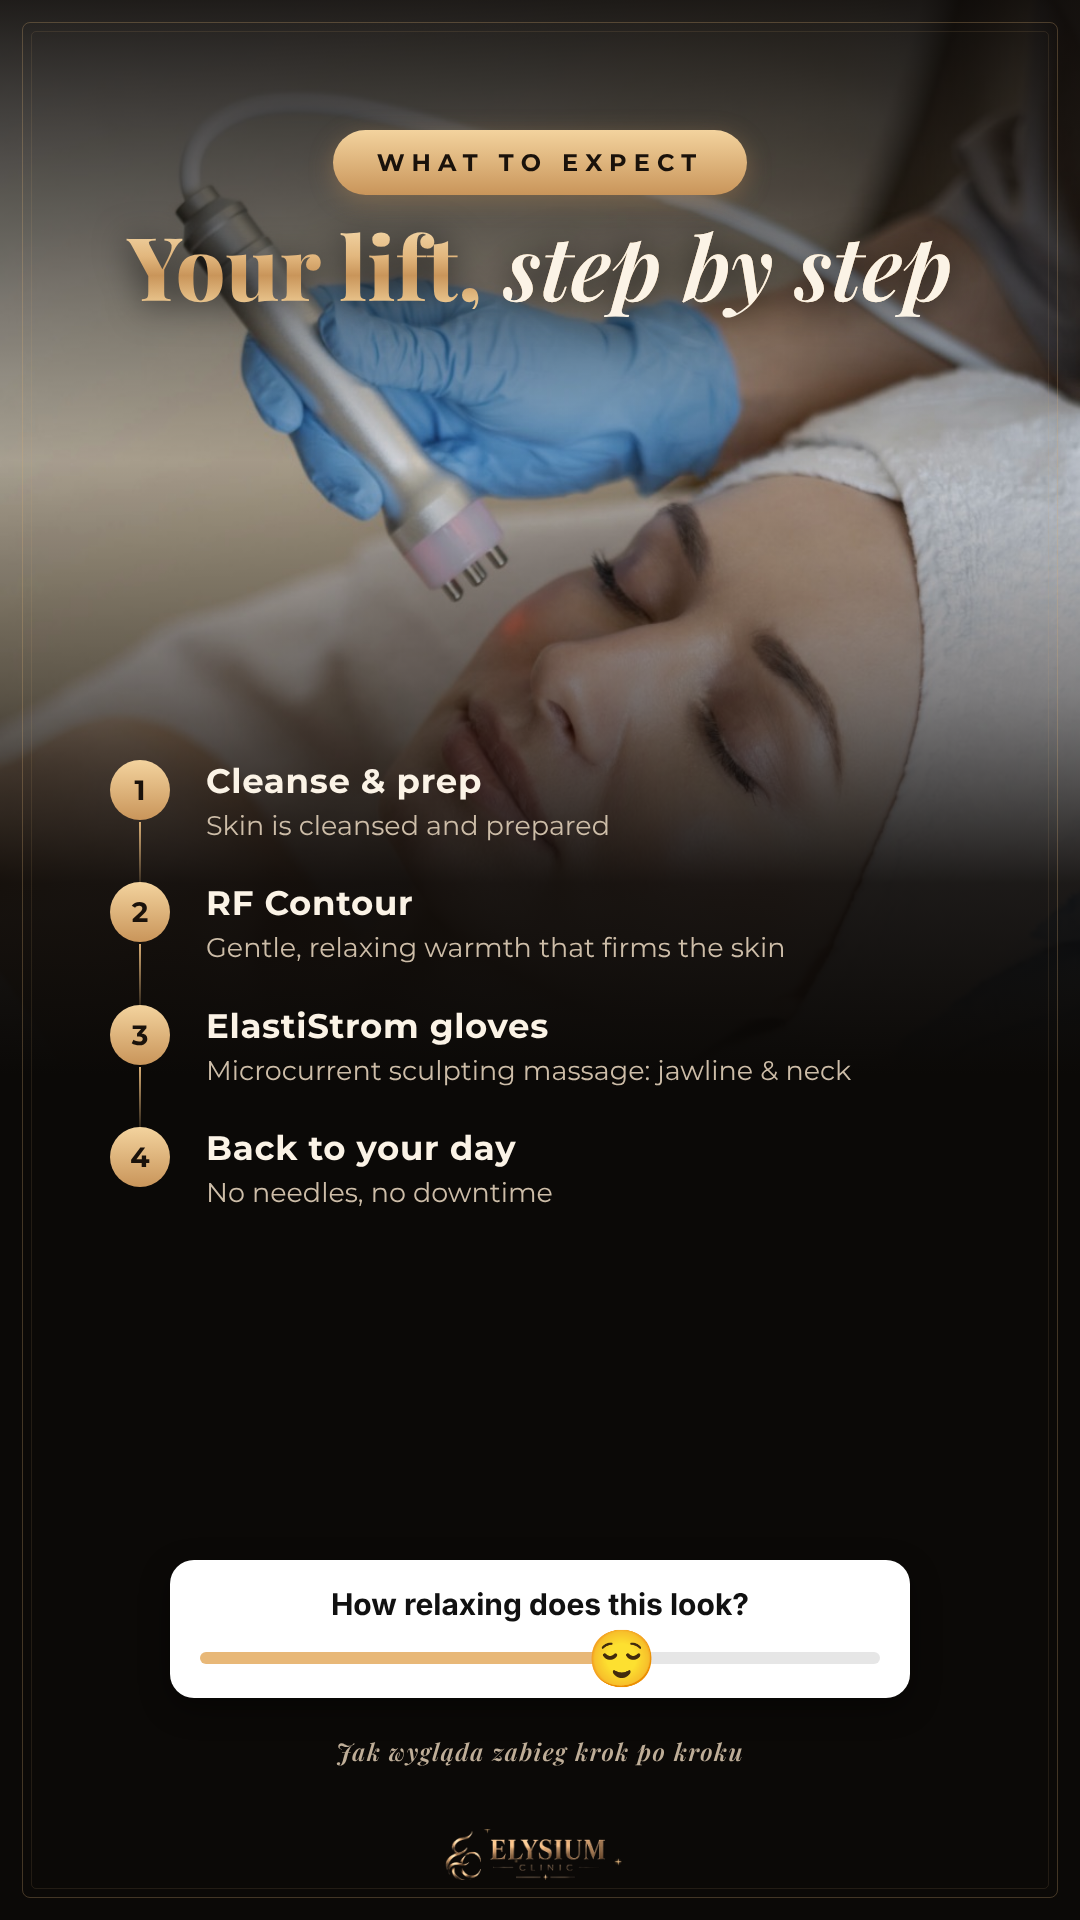 WHAT TO EXPECT
Your lift, step by step
1
Cleanse & prep
Skin is cleansed and prepared
2
RF Contour
Gentle, relaxing warmth that firms the skin
3
ElastiStrom gloves
Microcurrent sculpting massage: jawline & neck
4
Back to your day
No needles, no downtime
How relaxing does this look?
Jak wygląda zabieg krok po kroku
ELYSIUM
CLINIC